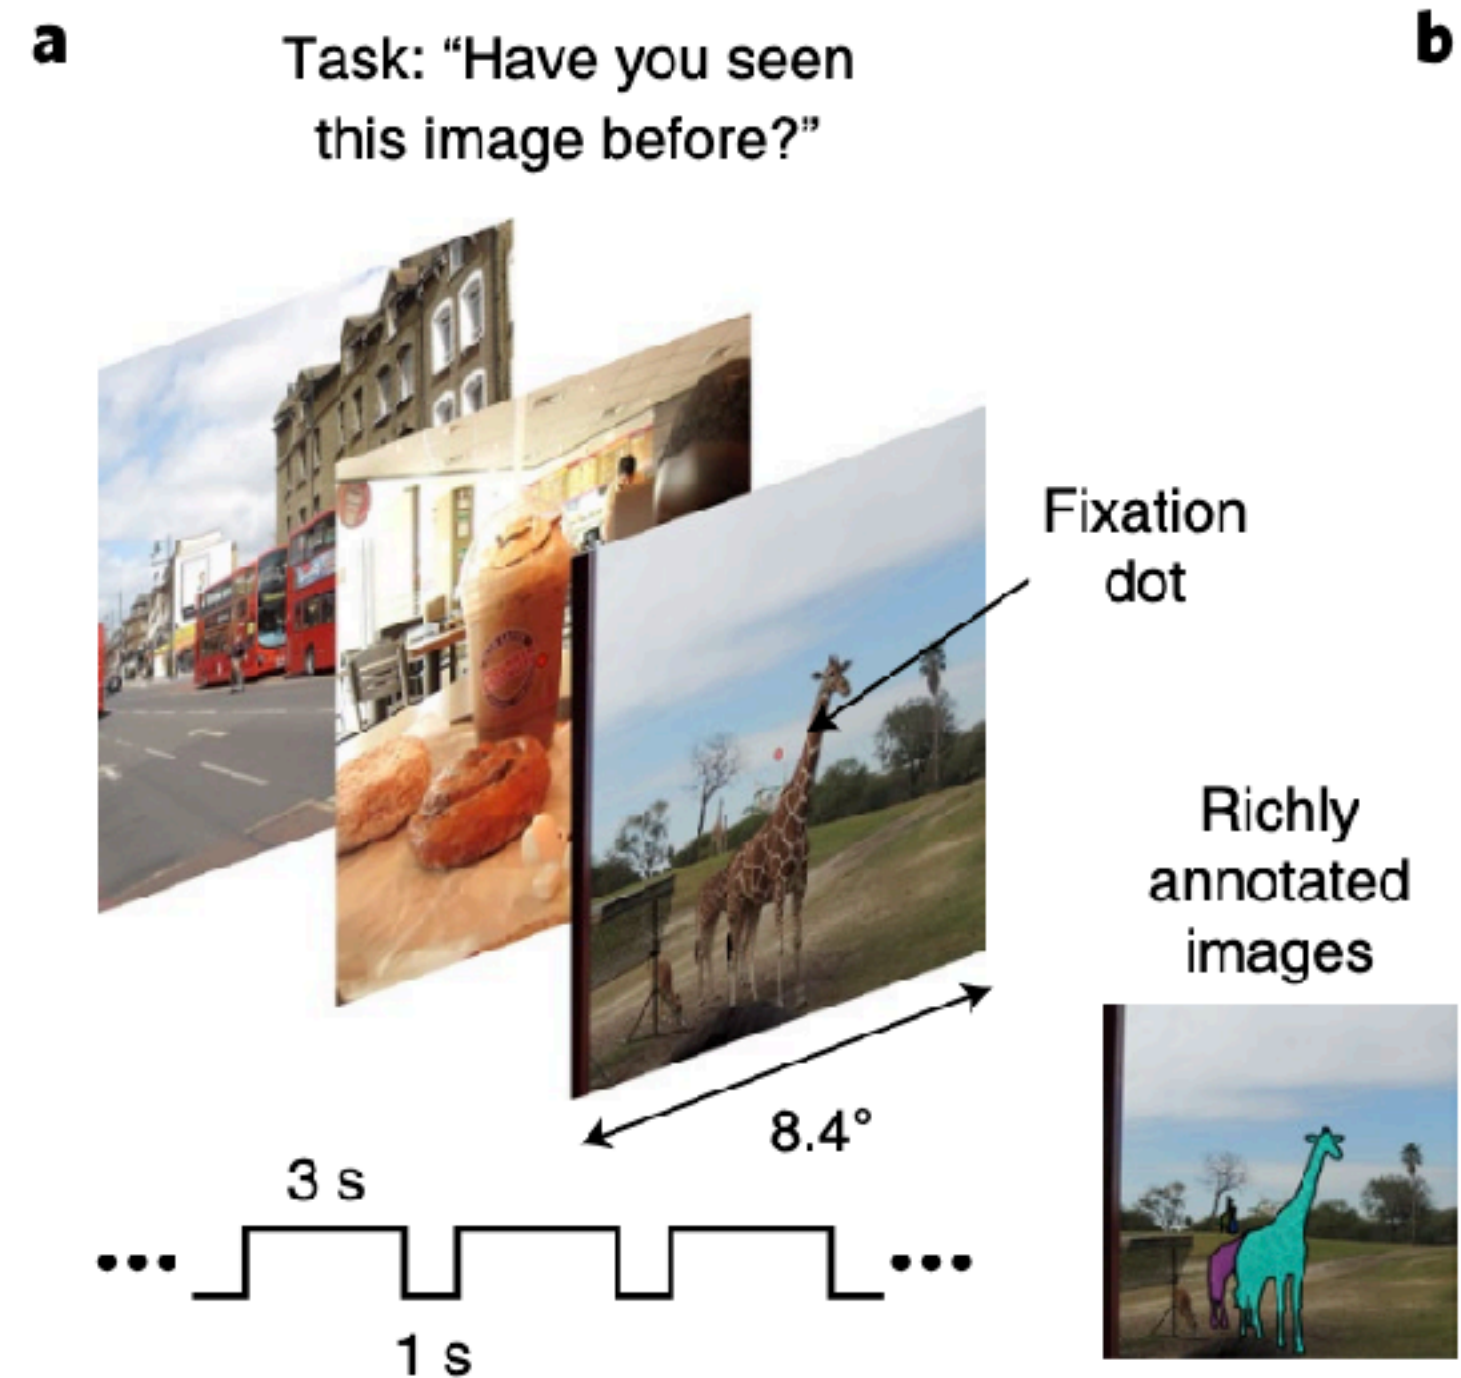 a
b
Task: “Have you seen
this image before?”
Fixation
dot
Richly
annotated
images
8.4°
3 s
1 s